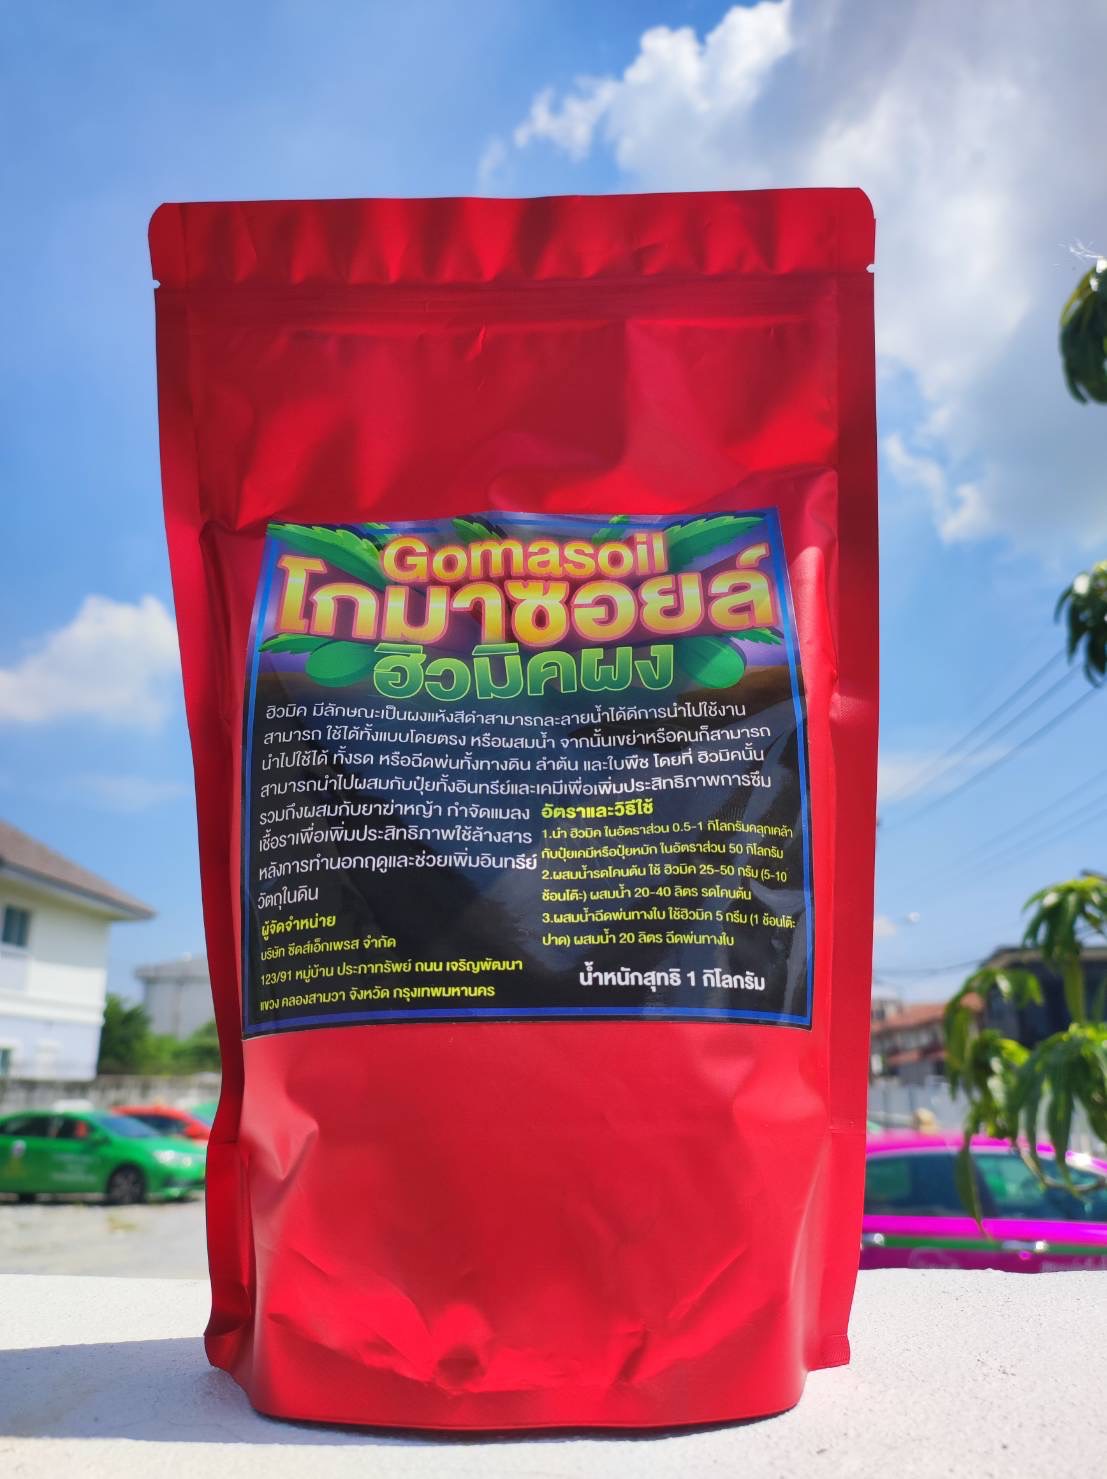 Gomasoil
โกมาซอยล์
ฮิวมิคผง
ฮิวมิค มีลักษณะเป็นผงแห้งสีดำสามารถละลายน้ำได้ดีการนำไปใช้งาน
สามารถ ใช้ได้ทั้งแบบโดยตรง หรือผสมน้ำ จากนั้นเขย่าหรือคนก็สามารถ
นำไปใช้ได้ ทั้งรด หรือฉีดพ่นทั้งทางดิน ลำต้น และใบพืช โดยที่ ฮิวมิคนั้น
สามารถนำไปผสมกับปุ๋ยทั้งอินทรีย์และเคมีเพื่อเพิ่มประสิทธิภาพการซึม
รวมถึงผสมกับยาฆ่าหญ้า กำจัดแมลง
เชื้อราเพื่อเพิ่มประสิทธิภาพใช้ล้างสาร
หลังการทำนอกฤดูและช่วยเพิ่มอินทรีย์
วัตถุในดิน
ผู้จัดจำหน่าย
บริษัท ซีดส์เอ็กเพรส จำกัด
123/91 หมู่บ้าน ประภาทรัพย์ ถนน เจริญพัฒนา
แขวง คลองสามวา จังหวัด กรุงเทพมหานคร
อัตราและวิธีใช้
1.นำ ฮิวมิค ในอัตราส่วน 0.5-1 กิโลกรัมคลุกเคล้า
กับปุ๋ยเคมีหรือปุ๋ยหมัก ในอัตราส่วน 50 กิโลกรัม
2.ผสมน้ำรดโคนต้น ใช้ ฮิวมิค 25-50 กรัม (5-10
ช้อนโต๊ะ) ผสมน้ำ 20-40 ลิตร รดโคนต้น
3.ผสมน้ำฉีดพ่นทางใบ ใช้ฮิวมิค 5 กรัม (1 ช้อนโต๊ะ
ปาด) ผสมน้ำ 20 ลิตร ฉีดพ่นทางใบ
น้ำหนักสุทธิ 1 กิโลกรัม